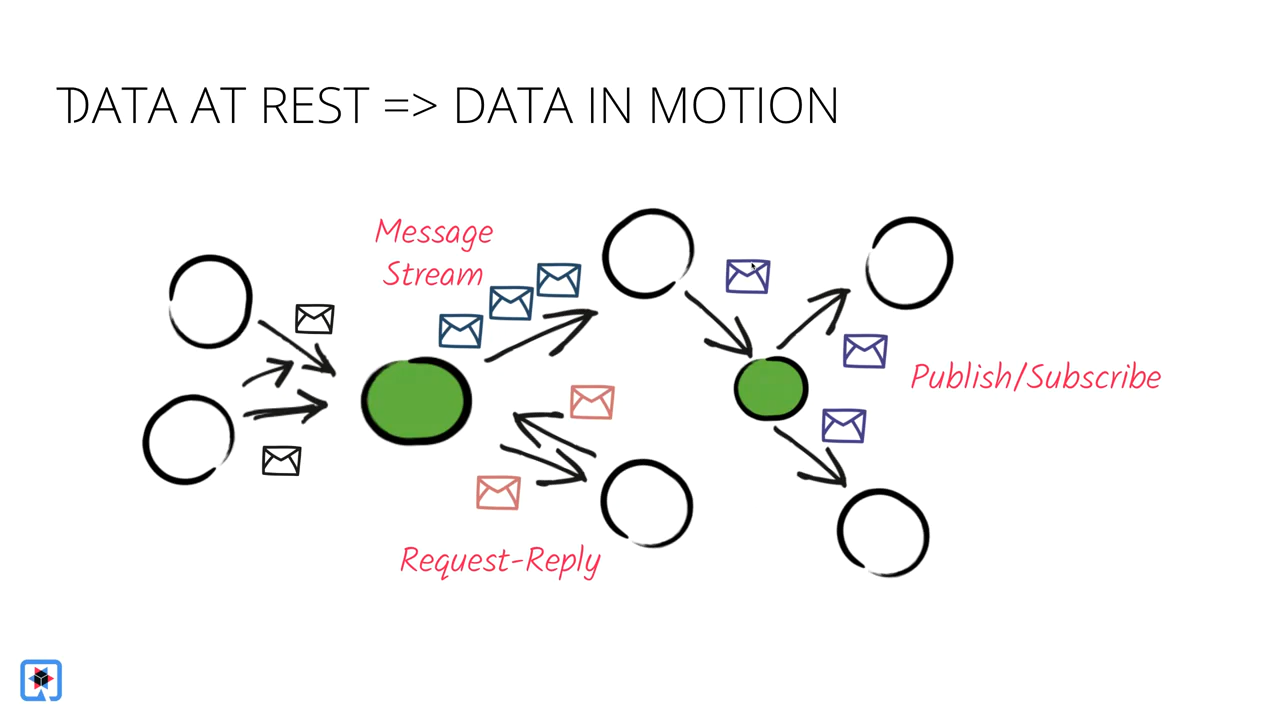 DATA AT REST => DATA IN MOTION
Message
Stream
Publish/Subscribe
Request-Reply